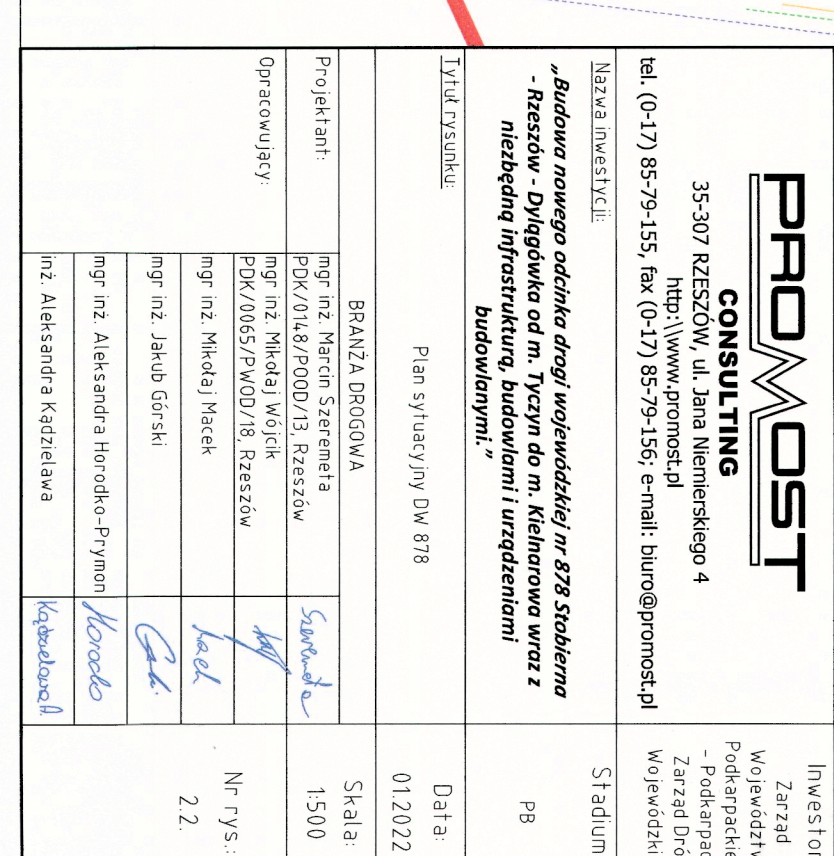 PROMOST
CONSULTING
35-307 RZESZÓW, ul. Jana Niemierskiego 4
http:\\www.promost.pl
tel. (0-17) 85-79-155, fax (0-17) 85-79-156; e-mail: biuro@promost.pl
Inwestor
Zarząd
Województw
Podkarpackie
- Podkarpac
Zarząd Dró
Wojewódzki
Nazwa inwestycji:
„Budowa nowego odcinka drogi wojewódzkiej nr 878 Stobierna
- Rzeszów - Dylągówka od m. Tyczyn do m. Kielnarowa wraz z
niezbędną infrastrukturą, budowlami i urządzeniami
budowlanymi."
Stadium
PB
Tytuł rysunku:
Plan sytuacyjny DW 878
Data:
01.2022
BRANŻA DROGOWA
Skala:
1:500
Projektant:
mgr inż. Marcin Szeremeta
PDK/0148/POOD/13, Rzeszów
Szeremeta
Opracowujący:
mgr inż. Mikołaj Wójcik
PDK/0065/PWOD/18, Rzeszów
mgr inż. Mikołaj Macek
mgr inż. Jakub Górski
mgr inż. Aleksandra Horodko-Prymon
Horodko
inż. Aleksandra Kądzielawa
Kądzielawa A.
Nr rys.:
2.2.